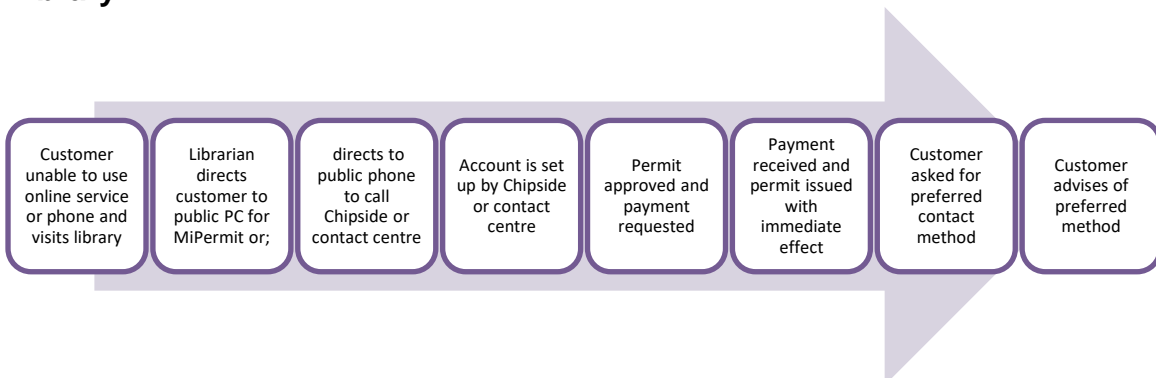 Customer
unable to use
online service
or phone and
visits library
Librarian
directs
customer to
public PC for
MiPermit or;
directs to
public phone
to call
Chipside or
contact centre
Account is set
up by Chipside
or contact
centre
Permit
approved and
payment
requested
Payment
received and
permit issued
with
immediate
effect
Customer
asked for
preferred
contact
method
Customer
advises of
preferred
method